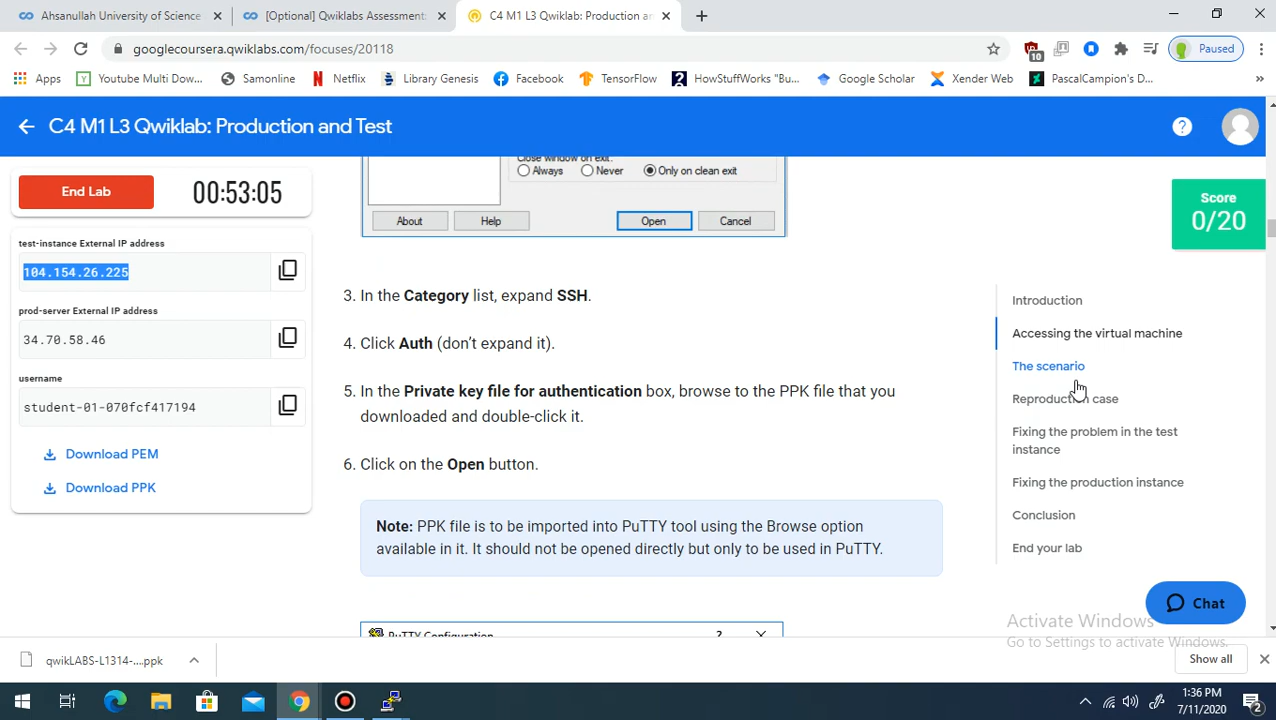 Ahsanullah University of Science
[Optional] Qwiklabs Assessment:
C4 M1 L3 Qwiklab: Production an
googlecoursera.qwiklabs.com/focuses/20118
10
Paused
Apps
Youtube Multi Dow...
Samonline
Netflix
Library Genesis
Facebook
TensorFlow
HowStuffWorks "Bu...
Google Scholar
Xender Web
PascalCampion's D...
»
C4 M1 L3 Qwiklab: Production and Test
End Lab
00:53:05
Score
0/20
test-instance External IP address
104.154.26.225
prod-server External IP address
34.70.58.46
username
student-01-070fcf417194
Download PEM
Download PPK
Close window on exit:
Always
Never
Only on clean exit
About
Help
Open
Cancel
3. In the Category list, expand SSH.
4. Click Auth (don't expand it).
5. In the Private key file for authentication box, browse to the PPK file that you
downloaded and double-click it.
6. Click on the Open button.
Note: PPK file is to be imported into PuTTY tool using the Browse option
available in it. It should not be opened directly but only to be used in PuTTY.
PuTTY Configuration
?
Introduction
Accessing the virtual machine
The scenario
Reproduction case
Fixing the problem in the test
instance
Fixing the production instance
Conclusion
End your lab
Chat
Activate Windows
Go to Settings to activate Windows.
qwikLABS-L1314-....ppk
Show all
1:36 PM
7/11/2020
2